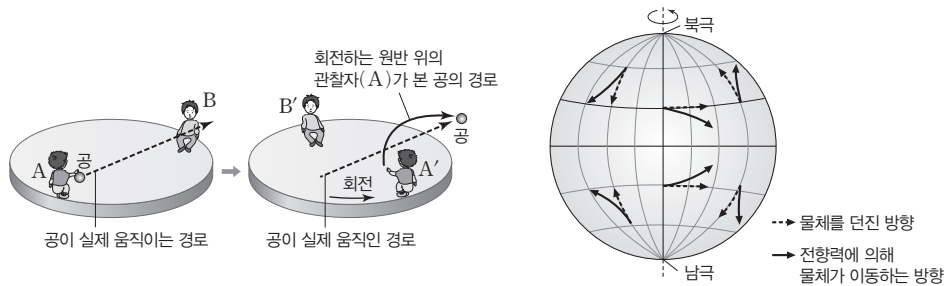 A
공
B
공이 실제 움직이는 경로
회전하는 원반 위의
관찰자(A)가 본 공의 경로
B′
공
A′
회전
공이 실제 움직인 경로
북극
남극
물체를 던진 방향
전향력에 의해
물체가 이동하는 방향